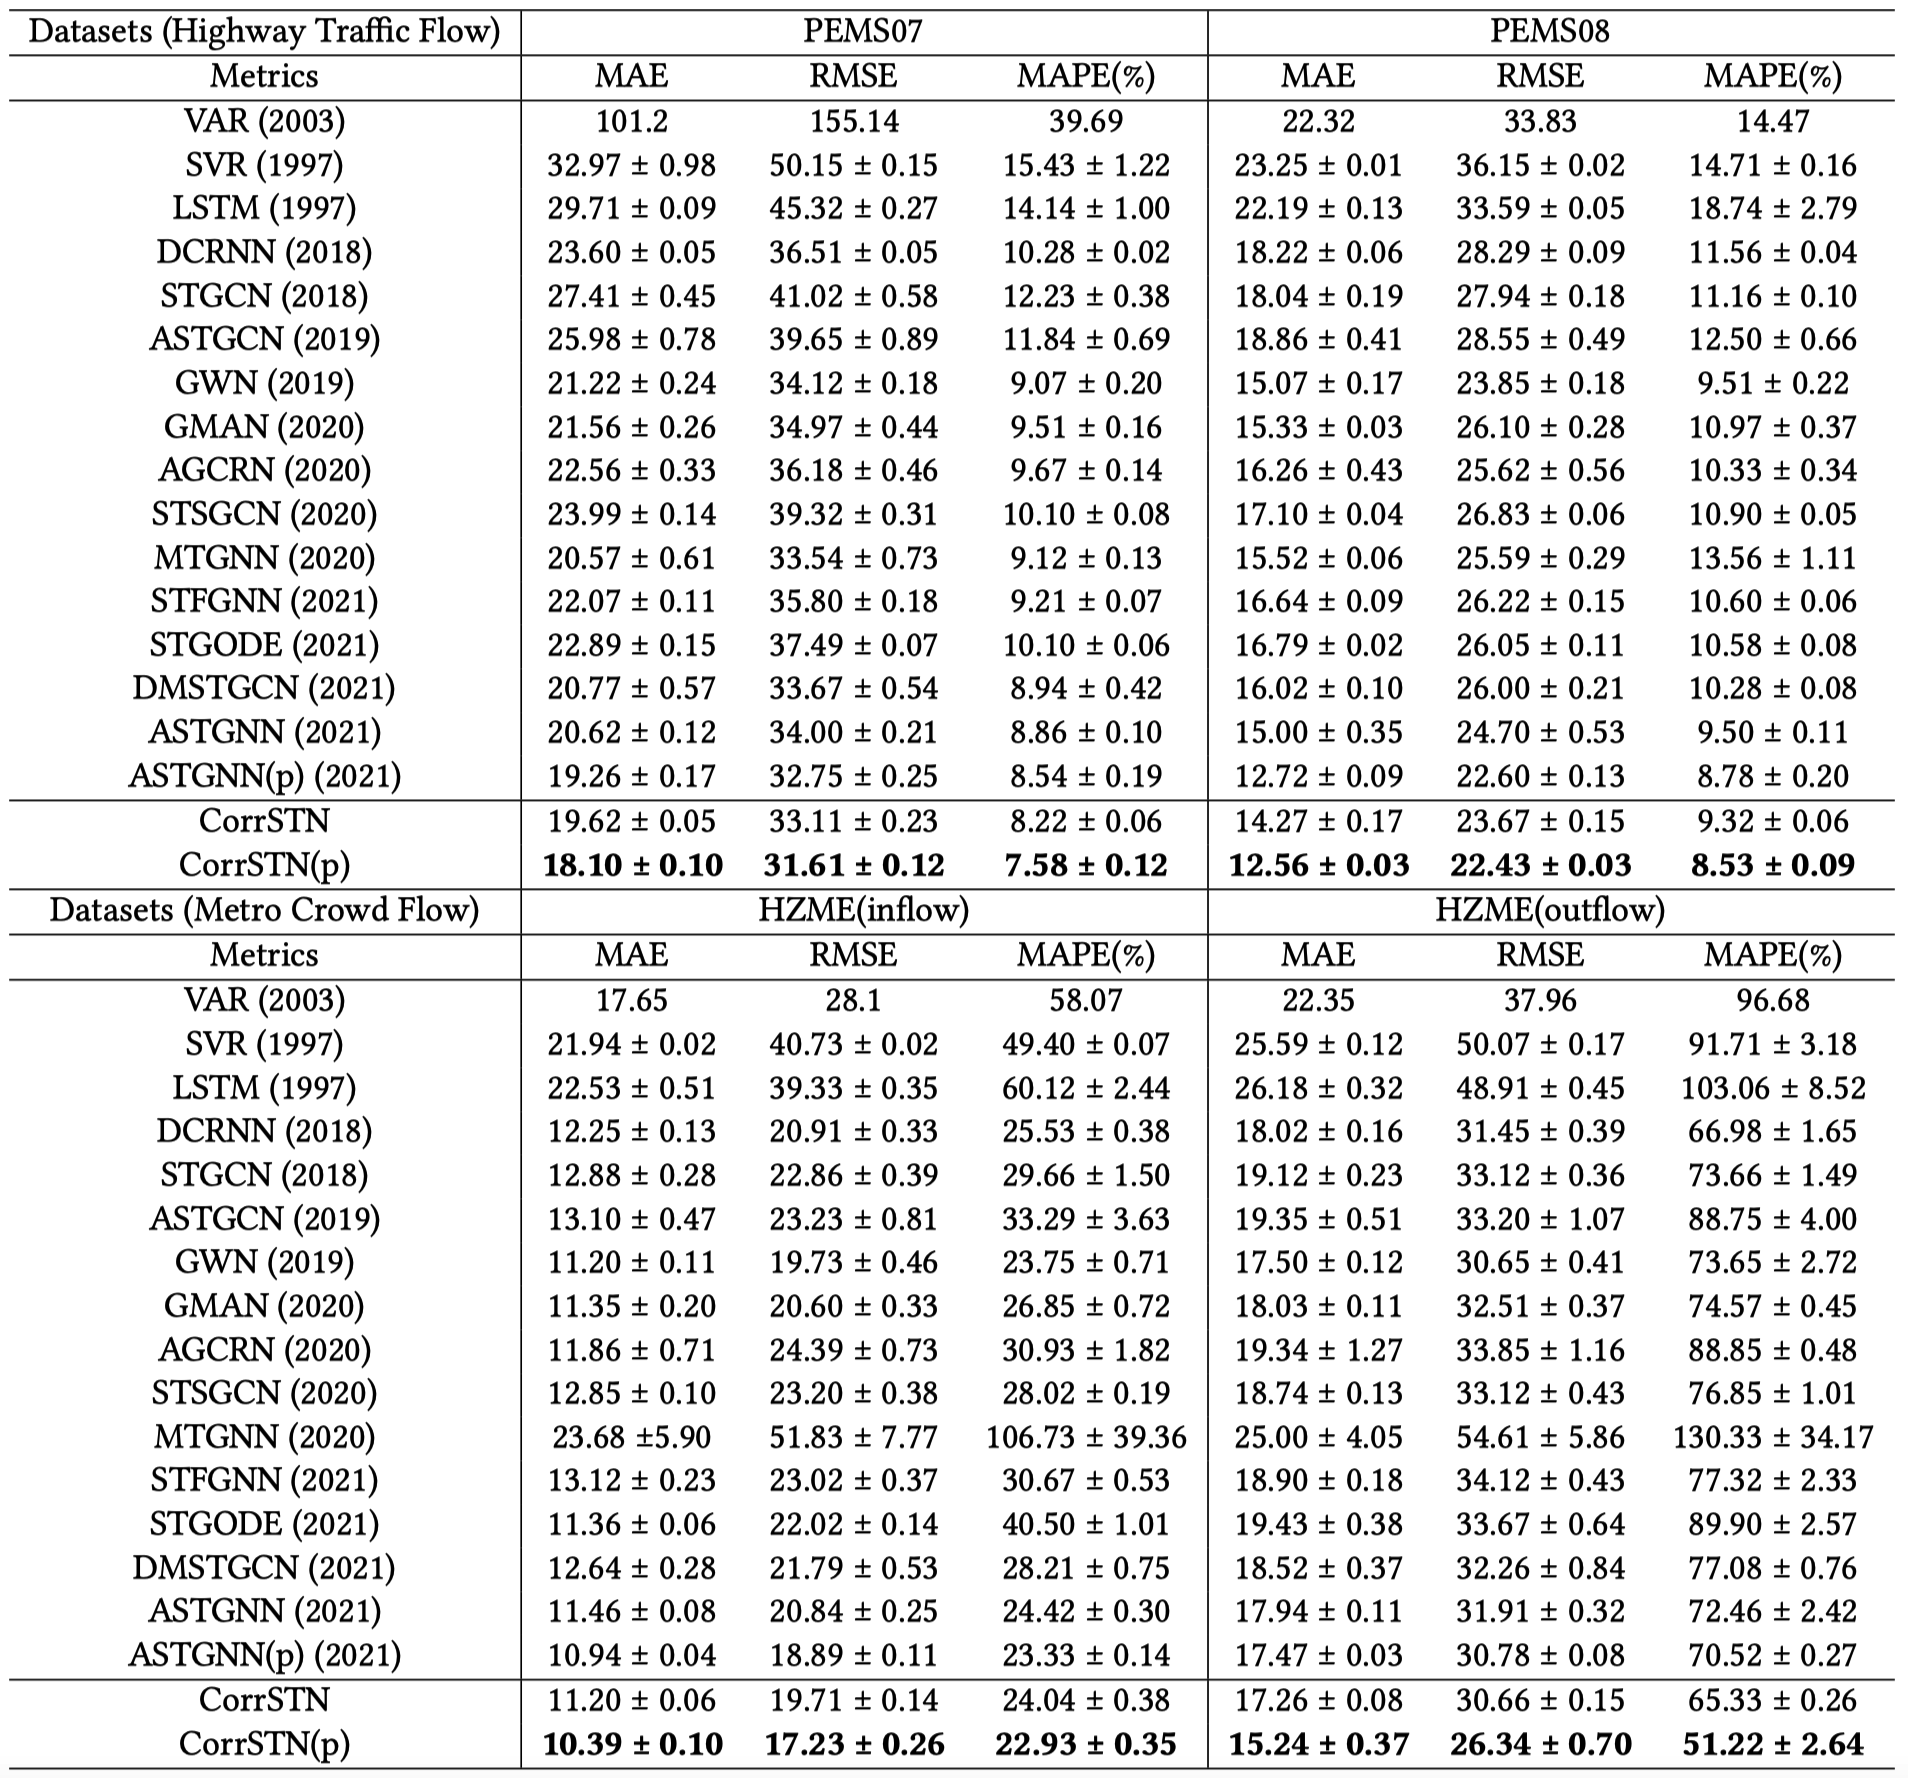 Datasets (Highway Traffic Flow) PEMS07 PEMS08
Metrics MAE RMSE MAPE(%) MAE RMSE MAPE(%)
VAR (2003) 101.2 155.14 39.69 22.32 33.83 14.47
SVR (1997) 32.97 ± 0.98 50.15 ± 0.15 15.43 ± 1.22 23.25 ± 0.01 36.15 ± 0.02 14.71 ± 0.16
LSTM (1997) 29.71 ± 0.09 45.32 ± 0.27 14.14 ± 1.00 22.19 ± 0.13 33.59 ± 0.05 18.74 ± 2.79
DCRNN (2018) 23.60 ± 0.05 36.51 ± 0.05 10.28 ± 0.02 18.22 ± 0.06 28.29 ± 0.09 11.56 ± 0.04
STGCN (2018) 27.41 ± 0.45 41.02 ± 0.58 12.23 ± 0.38 18.04 ± 0.19 27.94 ± 0.18 11.16 ± 0.10
ASTGCN (2019) 25.98 ± 0.78 39.65 ± 0.89 11.84 ± 0.69 18.86 ± 0.41 28.55 ± 0.49 12.50 ± 0.66
GWN (2019) 21.22 ± 0.24 34.12 ± 0.18 9.07 ± 0.20 15.07 ± 0.17 23.85 ± 0.18 9.51 ± 0.22
GMAN (2020) 21.56 ± 0.26 34.97 ± 0.44 9.51 ± 0.16 15.33 ± 0.03 26.10 ± 0.28 10.97 ± 0.37
AGCRN (2020) 22.56 ± 0.33 36.18 ± 0.46 9.67 ± 0.14 16.26 ± 0.43 25.62 ± 0.56 10.33 ± 0.34
STSGCN (2020) 23.99 ± 0.14 39.32 ± 0.31 10.10 ± 0.08 17.10 ± 0.04 26.83 ± 0.06 10.90 ± 0.05
MTGNN (2020) 20.57 ± 0.61 33.54 ± 0.73 9.12 ± 0.13 15.52 ± 0.06 25.59 ± 0.29 13.56 ± 1.11
STFGNN (2021) 22.07 ± 0.11 35.80 ± 0.18 9.21 ± 0.07 16.64 ± 0.09 26.22 ± 0.15 10.60 ± 0.06
STGODE (2021) 22.89 ± 0.15 37.49 ± 0.07 10.10 ± 0.06 16.79 ± 0.02 26.05 ± 0.11 10.58 ± 0.08
DMSTGCN (2021) 20.77 ± 0.57 33.67 ± 0.54 8.94 ± 0.42 16.02 ± 0.10 26.00 ± 0.21 10.28 ± 0.08
ASTGNN (2021) 20.62 ± 0.12 34.00 ± 0.21 8.86 ± 0.10 15.00 ± 0.35 24.70 ± 0.53 9.50 ± 0.11
ASTGNN(p) (2021) 19.26 ± 0.17 32.75 ± 0.25 8.54 ± 0.19 12.72 ± 0.09 22.60 ± 0.13 8.78 ± 0.20
CorrSTN 19.62 ± 0.05 33.11 ± 0.23 8.22 ± 0.06 14.27 ± 0.17 23.67 ± 0.15 9.32 ± 0.06
CorrSTN(p) 18.10 ± 0.10 31.61 ± 0.12 7.58 ± 0.12 12.56 ± 0.03 22.43 ± 0.03 8.53 ± 0.09
Datasets (Metro Crowd Flow) HZME(inflow) HZME(outflow)
Metrics MAE RMSE MAPE(%) MAE RMSE MAPE(%)
VAR (2003) 17.65 28.1 58.07 22.35 37.96 96.68
SVR (1997) 21.94 ± 0.02 40.73 ± 0.02 49.40 ± 0.07 25.59 ± 0.12 50.07 ± 0.17 91.71 ± 3.18
LSTM (1997) 22.53 ± 0.51 39.33 ± 0.35 60.12 ± 2.44 26.18 ± 0.32 48.91 ± 0.45 103.06 ± 8.52
DCRNN (2018) 12.25 ± 0.13 20.91 ± 0.33 25.53 ± 0.38 18.02 ± 0.16 31.45 ± 0.39 66.98 ± 1.65
STGCN (2018) 12.88 ± 0.28 22.86 ± 0.39 29.66 ± 1.50 19.12 ± 0.23 33.12 ± 0.36 73.66 ± 1.49
ASTGCN (2019) 13.10 ± 0.47 23.23 ± 0.81 33.29 ± 3.63 19.35 ± 0.51 33.20 ± 1.07 88.75 ± 4.00
GWN (2019) 11.20 ± 0.11 19.73 ± 0.46 23.75 ± 0.71 17.50 ± 0.12 30.65 ± 0.41 73.65 ± 2.72
GMAN (2020) 11.35 ± 0.20 20.60 ± 0.33 26.85 ± 0.72 18.03 ± 0.11 32.51 ± 0.37 74.57 ± 0.45
AGCRN (2020) 11.86 ± 0.71 24.39 ± 0.73 30.93 ± 1.82 19.34 ± 1.27 33.85 ± 1.16 88.85 ± 0.48
STSGCN (2020) 12.85 ± 0.10 23.20 ± 0.38 28.02 ± 0.19 18.74 ± 0.13 33.12 ± 0.43 76.85 ± 1.01
MTGNN (2020) 23.68 ±5.90 51.83 ± 7.77 106.73 ± 39.36 25.00 ± 4.05 54.61 ± 5.86 130.33 ± 34.17
STFGNN (2021) 13.12 ± 0.23 23.02 ± 0.37 30.67 ± 0.53 18.90 ± 0.18 34.12 ± 0.43 77.32 ± 2.33
STGODE (2021) 11.36 ± 0.06 22.02 ± 0.14 40.50 ± 1.01 19.43 ± 0.38 33.67 ± 0.64 89.90 ± 2.57
DMSTGCN (2021) 12.64 ± 0.28 21.79 ± 0.53 28.21 ± 0.75 18.52 ± 0.37 32.26 ± 0.84 77.08 ± 0.76
ASTGNN (2021) 11.46 ± 0.08 20.84 ± 0.25 24.42 ± 0.30 17.94 ± 0.11 31.91 ± 0.32 72.46 ± 2.42
ASTGNN(p) (2021) 10.94 ± 0.04 18.89 ± 0.11 23.33 ± 0.14 17.47 ± 0.03 30.78 ± 0.08 70.52 ± 0.27
CorrSTN 11.20 ± 0.06 19.71 ± 0.14 24.04 ± 0.38 17.26 ± 0.08 30.66 ± 0.15 65.33 ± 0.26
CorrSTN(p) 10.39 ± 0.10 17.23 ± 0.26 22.93 ± 0.35 15.24 ± 0.37 26.34 ± 0.70 51.22 ± 2.64